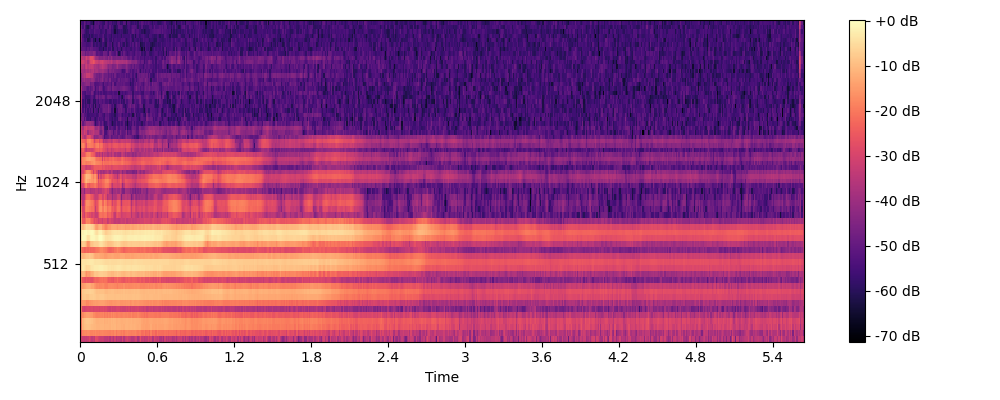 +0 dB
-10 dB
-20 dB
-30 dB
-40 dB
-50 dB
-60 dB
-70 dB
Hz
2048
1024
512
0 0.6 1.2 1.8 2.4 3 3.6 4.2 4.8 5.4
Time